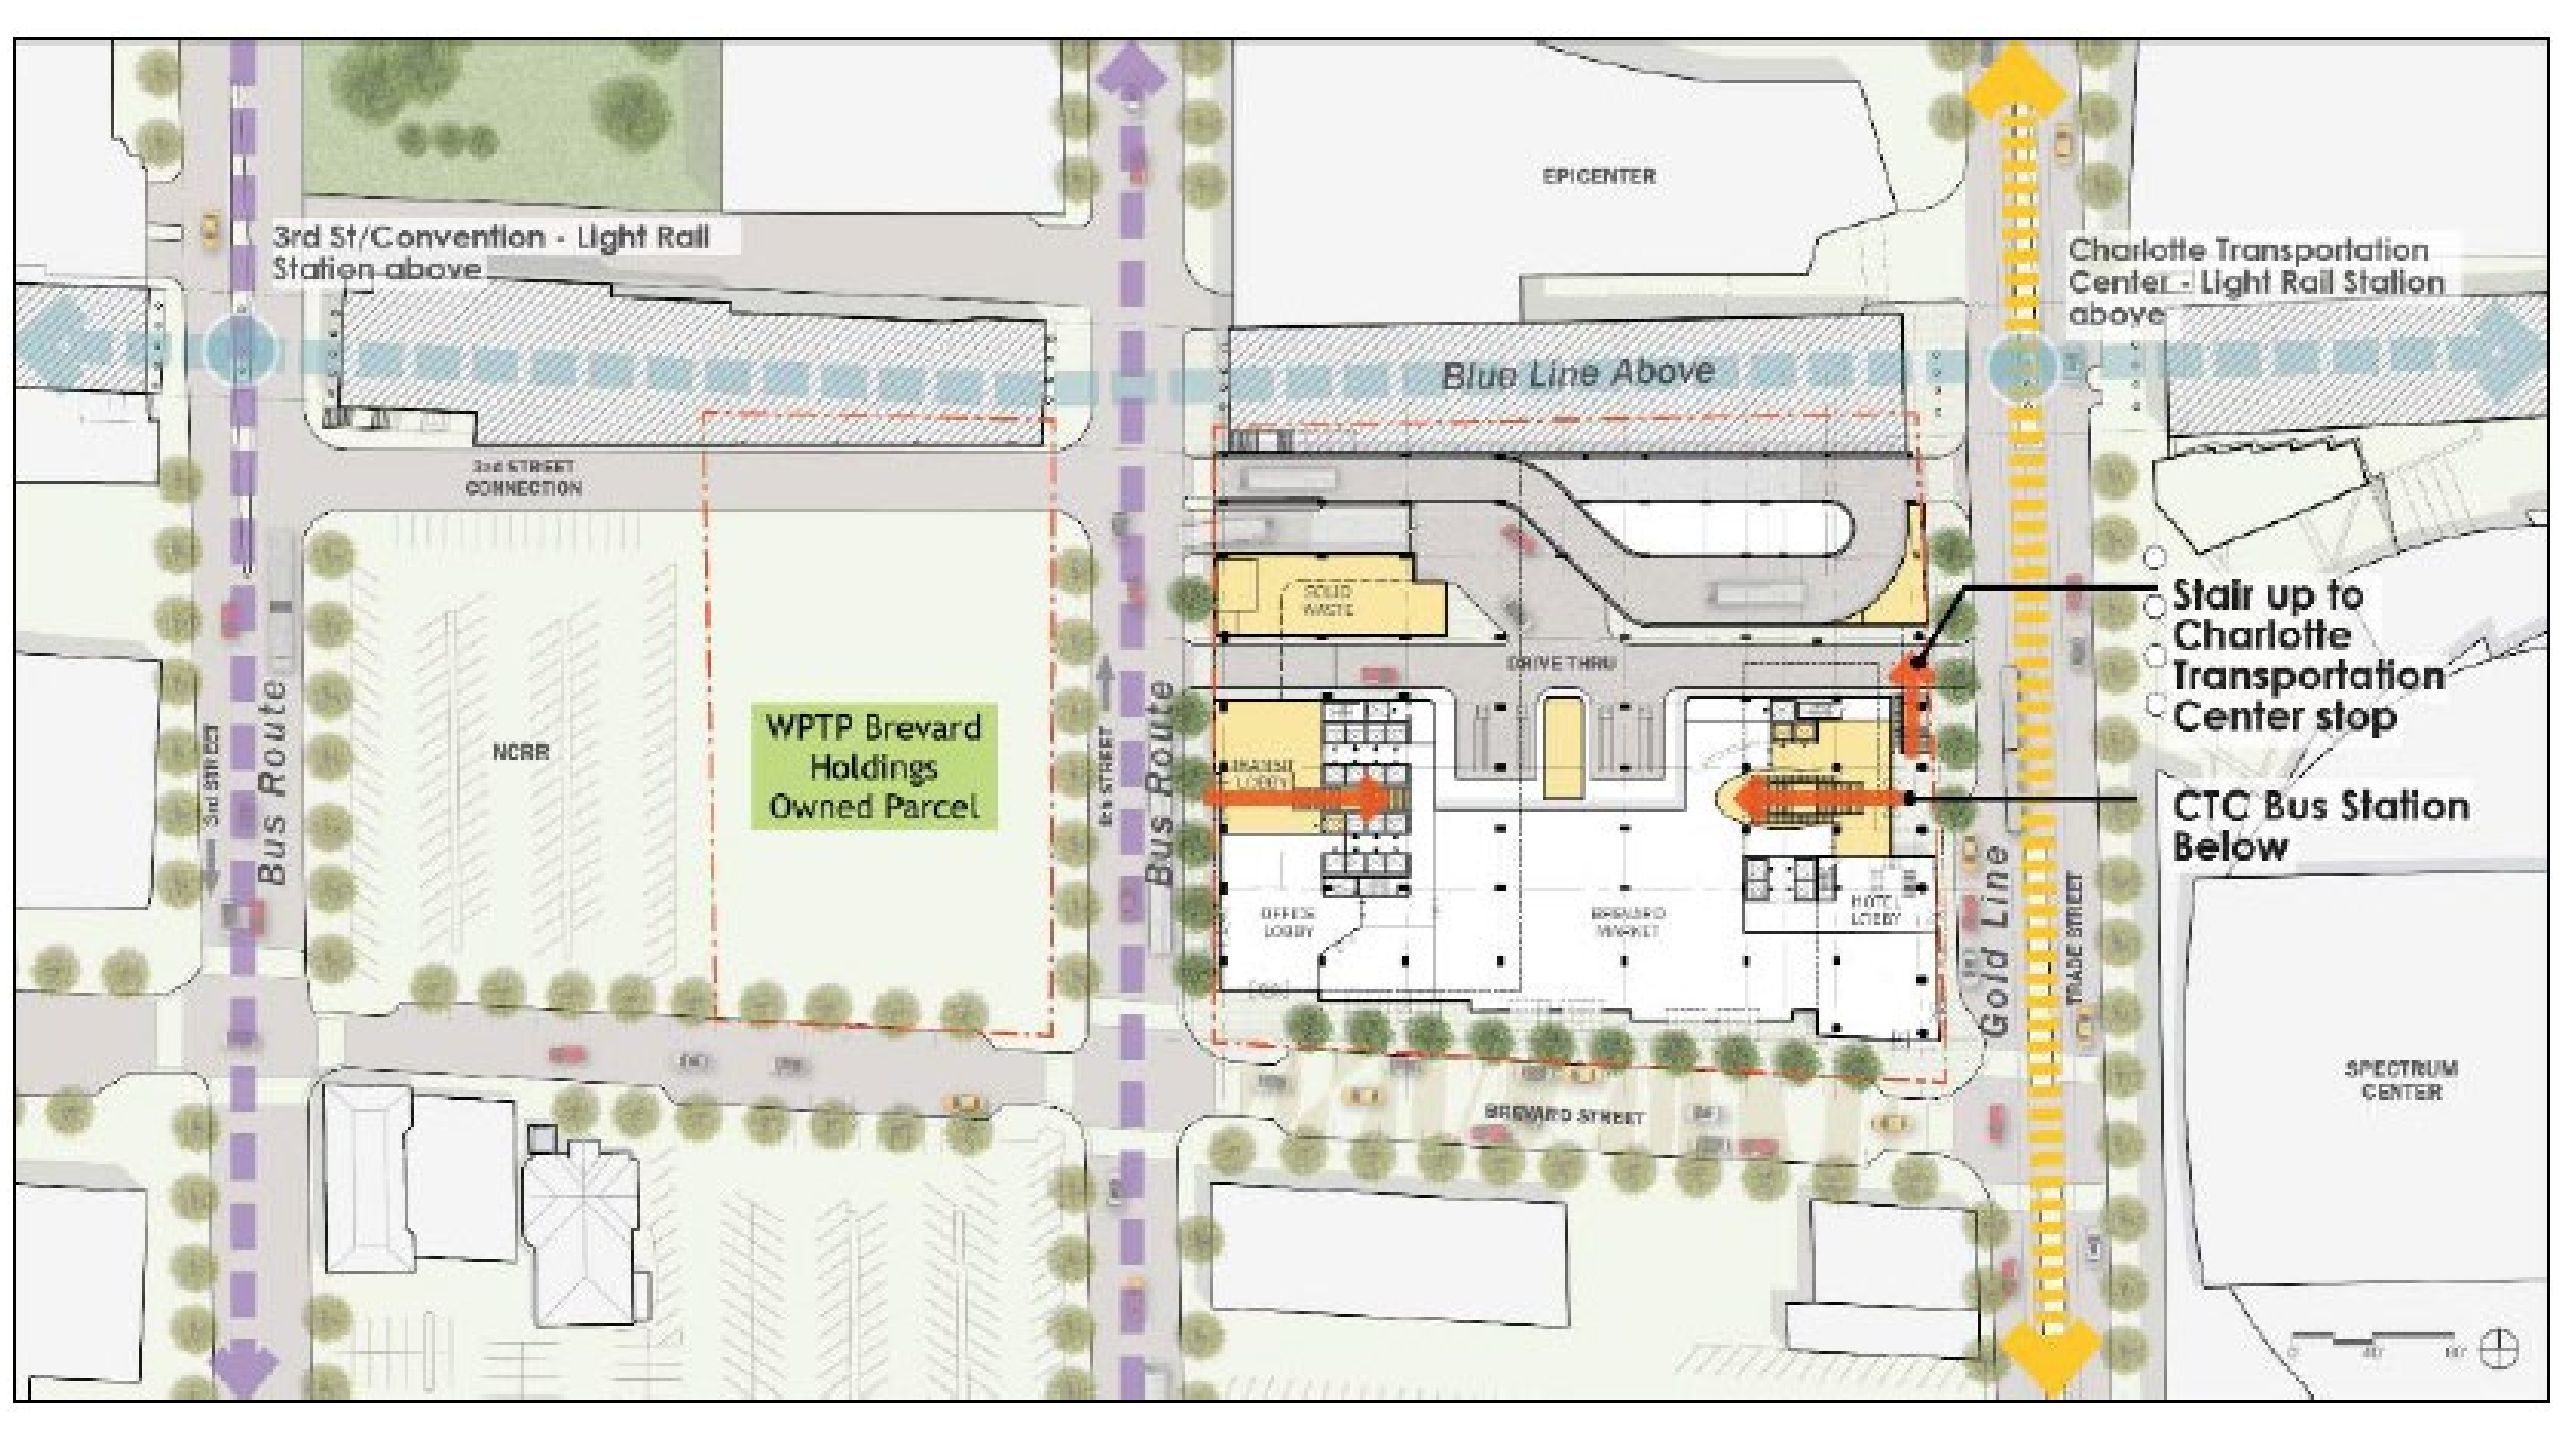 EPICENTER
3rd St/Convention - Light Rail
Station above
Charlotte Transportation
Center - Light Rail Station
above
Blue Line Above
3rd STREET
CONNECTION
SOLID
WASTE
Stair up to
Charlotte
Transportation
Center stop
DRIVE THRU
WPTP Brevard
Holdings
Owned Parcel
NCRR
3rd STREET
Bus Route
4th STREET
Bus Route
TRANSIT
LOBBY
CTC Bus Station
Below
OFFICE
LOBBY
BREVARD
MARKET
HOTEL
LOBBY
Gold Line
TRADE STREET
BREVARD STREET
SPECTRUM
CENTER
0